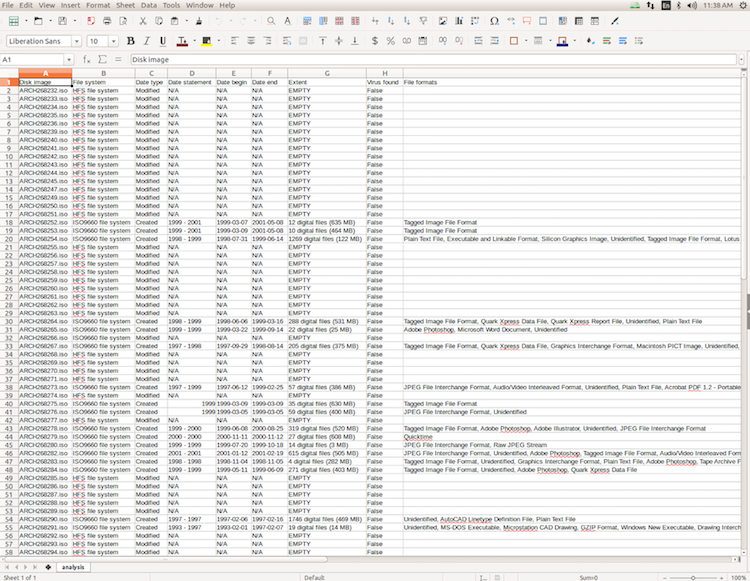 File Edit View Insert Format Sheet Data Tools Window Help En 11:38 AM
Liberation Sans 10
A1 Disk image
A B C D E F G H I
1 Disk image File system Date type Date statement Date begin Date end Extent Virus found File formats
2 ARCH268232.iso HFS file system Modified N/A N/A N/A EMPTY False
3 ARCH268233.iso HFS file system Modified N/A N/A N/A EMPTY False
4 ARCH268234.iso HFS file system Modified N/A N/A N/A EMPTY False
5 ARCH268235.iso HFS file system Modified N/A N/A N/A EMPTY False
6 ARCH268236.iso HFS file system Modified N/A N/A N/A EMPTY False
7 ARCH268239.iso HFS file system Modified N/A N/A N/A EMPTY False
8 ARCH268240.iso HFS file system Modified N/A N/A N/A EMPTY False
9 ARCH268241.iso HFS file system Modified N/A N/A N/A EMPTY False
10 ARCH268242.iso HFS file system Modified N/A N/A N/A EMPTY False
11 ARCH268243.iso HFS file system Modified N/A N/A N/A EMPTY False
12 ARCH268244.iso HFS file system Modified N/A N/A N/A EMPTY False
13 ARCH268245.iso HFS file system Modified N/A N/A N/A EMPTY False
14 ARCH268247.iso HFS file system Modified N/A N/A N/A EMPTY False
15 ARCH268249.iso HFS file system Modified N/A N/A N/A EMPTY False
16 ARCH268250.iso HFS file system Modified N/A N/A N/A EMPTY False
17 ARCH268251.iso HFS file system Modified N/A N/A N/A EMPTY False
18 ARCH268252.iso ISO9660 file system Created 1999 - 2001 1999-03-07 2001-05-08 12 digital files (635 MB) False Tagged Image File Format
19 ARCH268253.iso ISO9660 file system Created 1999 - 2001 1999-03-09 2001-05-08 10 digital files (464 MB) False Tagged Image File Format
20 ARCH268254.iso ISO9660 file system Created 1998 - 1999 1998-07-31 1999-06-14 1269 digital files (122 MB) False Plain Text File, Executable and Linkable Format, Silicon Graphics Image, Unidentified, Tagged Image File Format, Lotus
21 HFS file system Modified N/A N/A N/A EMPTY False
22 ARCH268256.iso HFS file system Modified N/A N/A N/A EMPTY False
23 ARCH268257.iso HFS file system Modified N/A N/A N/A EMPTY False
24 ARCH268258.iso HFS file system Modified N/A N/A N/A EMPTY False
25 ARCH268259.iso HFS file system Modified N/A N/A N/A EMPTY False
26 ARCH268260.iso HFS file system Modified N/A N/A N/A EMPTY False
27 ARCH268261.iso HFS file system Modified N/A N/A N/A EMPTY False
28 ARCH268262.iso HFS file system Modified N/A N/A N/A EMPTY False
29 ARCH268263.iso HFS file system Modified N/A N/A N/A EMPTY False
30 ARCH268264.iso ISO9660 file system Created 1998 - 1999 1998-06-06 1999-03-16 288 digital files (531 MB) False Tagged Image File Format, Quark Xpress Data File, Quark Xpress Report File, Unidentified, Plain Text File
31 ARCH268265.iso ISO9660 file system Created 1999 - 1999 1999-03-22 1999-09-14 22 digital files (25 MB) False Adobe Photoshop, Microsoft Word Document, Unidentified
32 ARCH268266.iso HFS file system Modified N/A N/A N/A EMPTY False
33 ARCH268267.iso ISO9660 file system Created 1997 - 1998 1997-09-29 1998-08-14 205 digital files (375 MB) False Tagged Image File Format, Quark Xpress Data File, Graphics Interchange Format, Macintosh PICT Image, Unidentified,
34 ARCH268268.iso HFS file system Modified N/A N/A N/A EMPTY False
35 ARCH268269.iso HFS file system Modified N/A N/A N/A EMPTY False
36 ARCH268270.iso HFS file system Modified N/A N/A N/A EMPTY False
37 ARCH268271.iso HFS file system Modified N/A N/A N/A EMPTY False
38 ARCH268273.iso ISO9660 file system Created 1997 - 1999 1997-06-12 1999-02-25 57 digital files (386 MB) False JPEG File Interchange Format, Audio/Video Interleaved Format, Unidentified, Plain Text File, Acrobat PDF 1.2 - Portable
39 HFS file system Modified N/A N/A N/A EMPTY False
40 ARCH268275.iso ISO9660 file system Created 1999 1999-03-09 1999-03-09 35 digital files (630 MB) False Tagged Image File Format
41 ARCH268276.iso ISO9660 file system Created 1999 1999-03-05 1999-03-05 59 digital files (400 MB) False JPEG File Interchange Format, Unidentified
42 ARCH268277.iso HFS file system Modified N/A N/A N/A EMPTY False
43 ARCH268278.iso ISO9660 file system Created 1999 - 2000 1999-06-08 2000-08-25 318 digital files (520 MB) False Tagged Image File Format, Adobe Photoshop, Adobe Illustrator, Unidentified, JPEG File Interchange Format
44 ARCH268279.iso ISO9660 file system Created 2000 - 2000 2000-11-11 2000-11-12 27 digital files (608 MB) False Quicktime
45 ARCH268280.iso ISO9660 file system Created 1999 - 1999 1999-07-20 1999-10-18 14 digital files (3 MB) False JPEG File Interchange Format, Raw JPEG Stream
46 ARCH268282.iso ISO9660 file system Created 2001 - 2001 2001-01-12 2001-02-19 615 digital files (505 MB) False JPEG File Interchange Format, Unidentified, Adobe Photoshop, Tagged Image File Format, Audio/Video Interleaved Form
47 ARCH268283.iso ISO9660 file system Created 1998 - 1998 1998-11-04 1998-11-05 4 digital files (282 MB) False Tagged Image File Format, Unidentified, Graphics Interchange Format, Plain Text File, Adobe Photoshop, Tape Archive F
48 ARCH268284.iso ISO9660 file system Created 1999 - 1999 1999-05-11 1999-06-09 271 digital files (403 MB) False Tagged Image File Format, Unidentified, Adobe Photoshop, Quark Xpress Data File
49 ARCH268285.iso HFS file system Modified N/A N/A N/A EMPTY False
50 ARCH268286.iso HFS file system Modified N/A N/A N/A EMPTY False
51 ARCH268287.iso HFS file system Modified N/A N/A N/A EMPTY False
52 ARCH268288.iso HFS file system Modified N/A N/A N/A EMPTY False
53 ARCH268289.iso HFS file system Modified N/A N/A N/A EMPTY False
54 ARCH268290.iso ISO9660 file system Created 1997 - 1997 1997-02-06 1997-02-16 1746 digital files (469 MB) False Unidentified, AutoCAD Linetype Definition File, Plain Text File
55 ARCH268291.iso ISO9660 file system Created 1993 - 1997 1993-02-01 1997-02-07 19 digital files (14 MB) False Unidentified, MS-DOS Executable, Microstation CAD Drawing, GZIP Format, Windows New Executable, Drawing Interch
56 ARCH268292.iso HFS file system Modified N/A N/A N/A EMPTY False
57 ARCH268293.iso HFS file system Modified N/A N/A N/A EMPTY False
58 ARCH268294.iso HFS file system Modified N/A N/A N/A EMPTY False
analysis
Sheet 1 of 1 Default Sum=0 100%